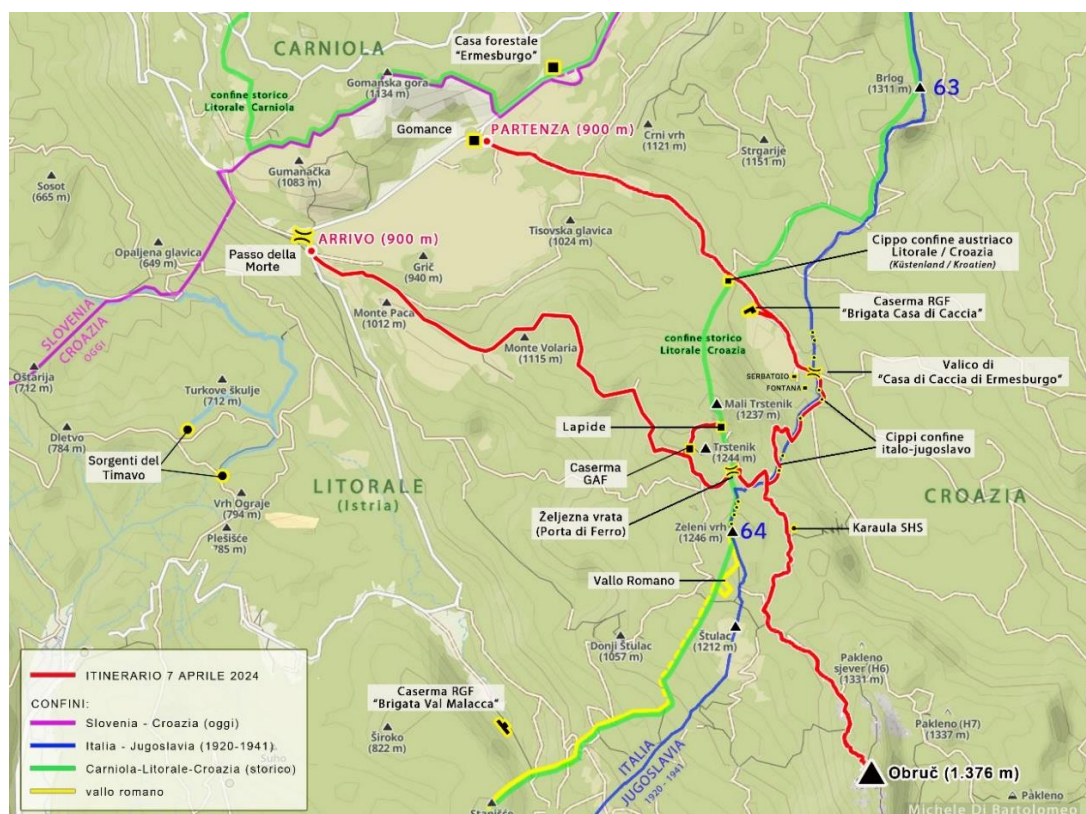 CARNIOLA
Casa forestale
"Ermesburgo"
Gomanska gora
(1134 m)
confine storico
Litorale Carniola
Gomance
PARTENZA (900 m)
Brlog
(1311 m)
63
Crni vrh
(1121 m)
Strgarije
(1151 m)
Gumanačka
(1083 m)
Sosot
(665 m)
Opaljena glavica
(649 m)
Passo della
Morte
ARRIVO (900 m)
Tisovska glavica
(1024 m)
Grič
(940 m)
Cippo confine austriaco
Litorale / Croazia
(Küstenland / Kroatien)
Caserma RGF
"Brigata Casa di Caccia"
Monte Paca
(1012 m)
SLOVENIA
CROAZIA
OGGI
Monte Volaria
(1115 m)
confine storico
Litorale Croazia
Valico di
"Casa di Caccia di Ermesburgo"
SERBATOIO
FONTANA
Oštarija
(712 m)
Turkove škulje
(712 m)
Mali Trstenik
(1237 m)
Lapide
Dletvo
(784 m)
Sorgenti del
Timavo
Trstenik
(1244 m)
Cippi confine
italo-jugoslavo
Caserma
GAF
LITORALE
(Istria)
CROAZIA
Vrh Ograje
(794 m)
Plešišće
785 m)
Željezna vrata
(Porta di Ferro)
Zeleni vrh
(1246 m)
64
Karaula SHS
Vallo Romano
Donji Štulac
(1057 m)
Štulac
(1212 m)
Pakleno
sjever (H6)
(1331 m)
Pakleno (H7)
(1337 m)
Caserma RGF
"Brigata Val Malacca"
Široko
(822 m)
ITALIA
JUGOSLAVIA
1920 - 1941
Obruč (1.376 m)
Pakleno
Stanišće
Suho
Michele Di Bartolomeo
ITINERARIO 7 APRILE 2024
CONFINI:
Slovenia - Croazia (oggi)
Italia - Jugoslavia (1920-1941)
Carniola-Litorale-Croazia (storico)
vallo romano